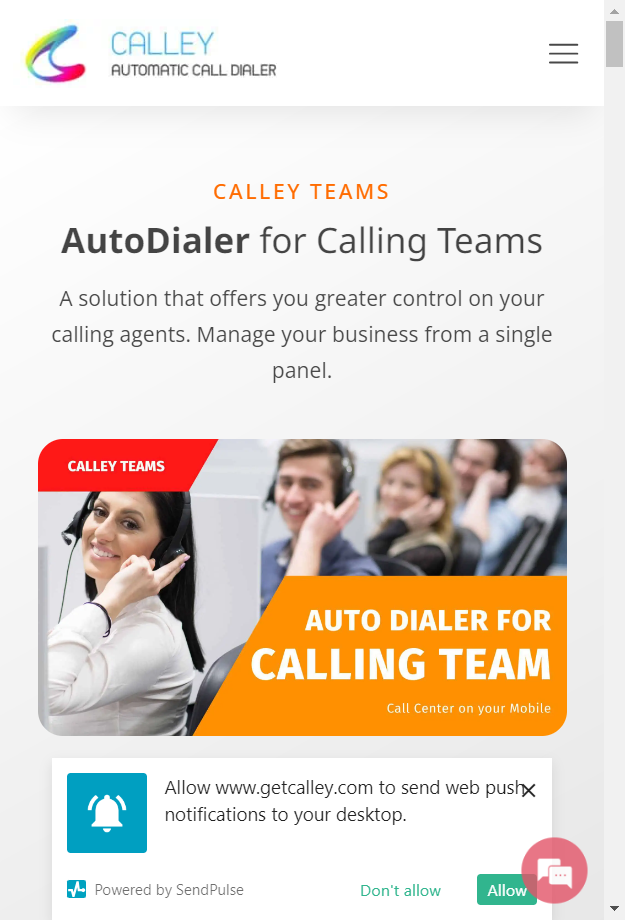 CALLEY
AUTOMATIC CALL DIALER
CALLEY TEAMS
AutoDialer for Calling Teams
A solution that offers you greater control on your
calling agents. Manage your business from a single
panel.
CALLEY TEAMS
AUTO DIALER FOR
CALLING TEAM
Call Center on your Mobile
Allow www.getcalley.com to send web push
notifications to your desktop.
Powered by SendPulse
Don't allow
Allow